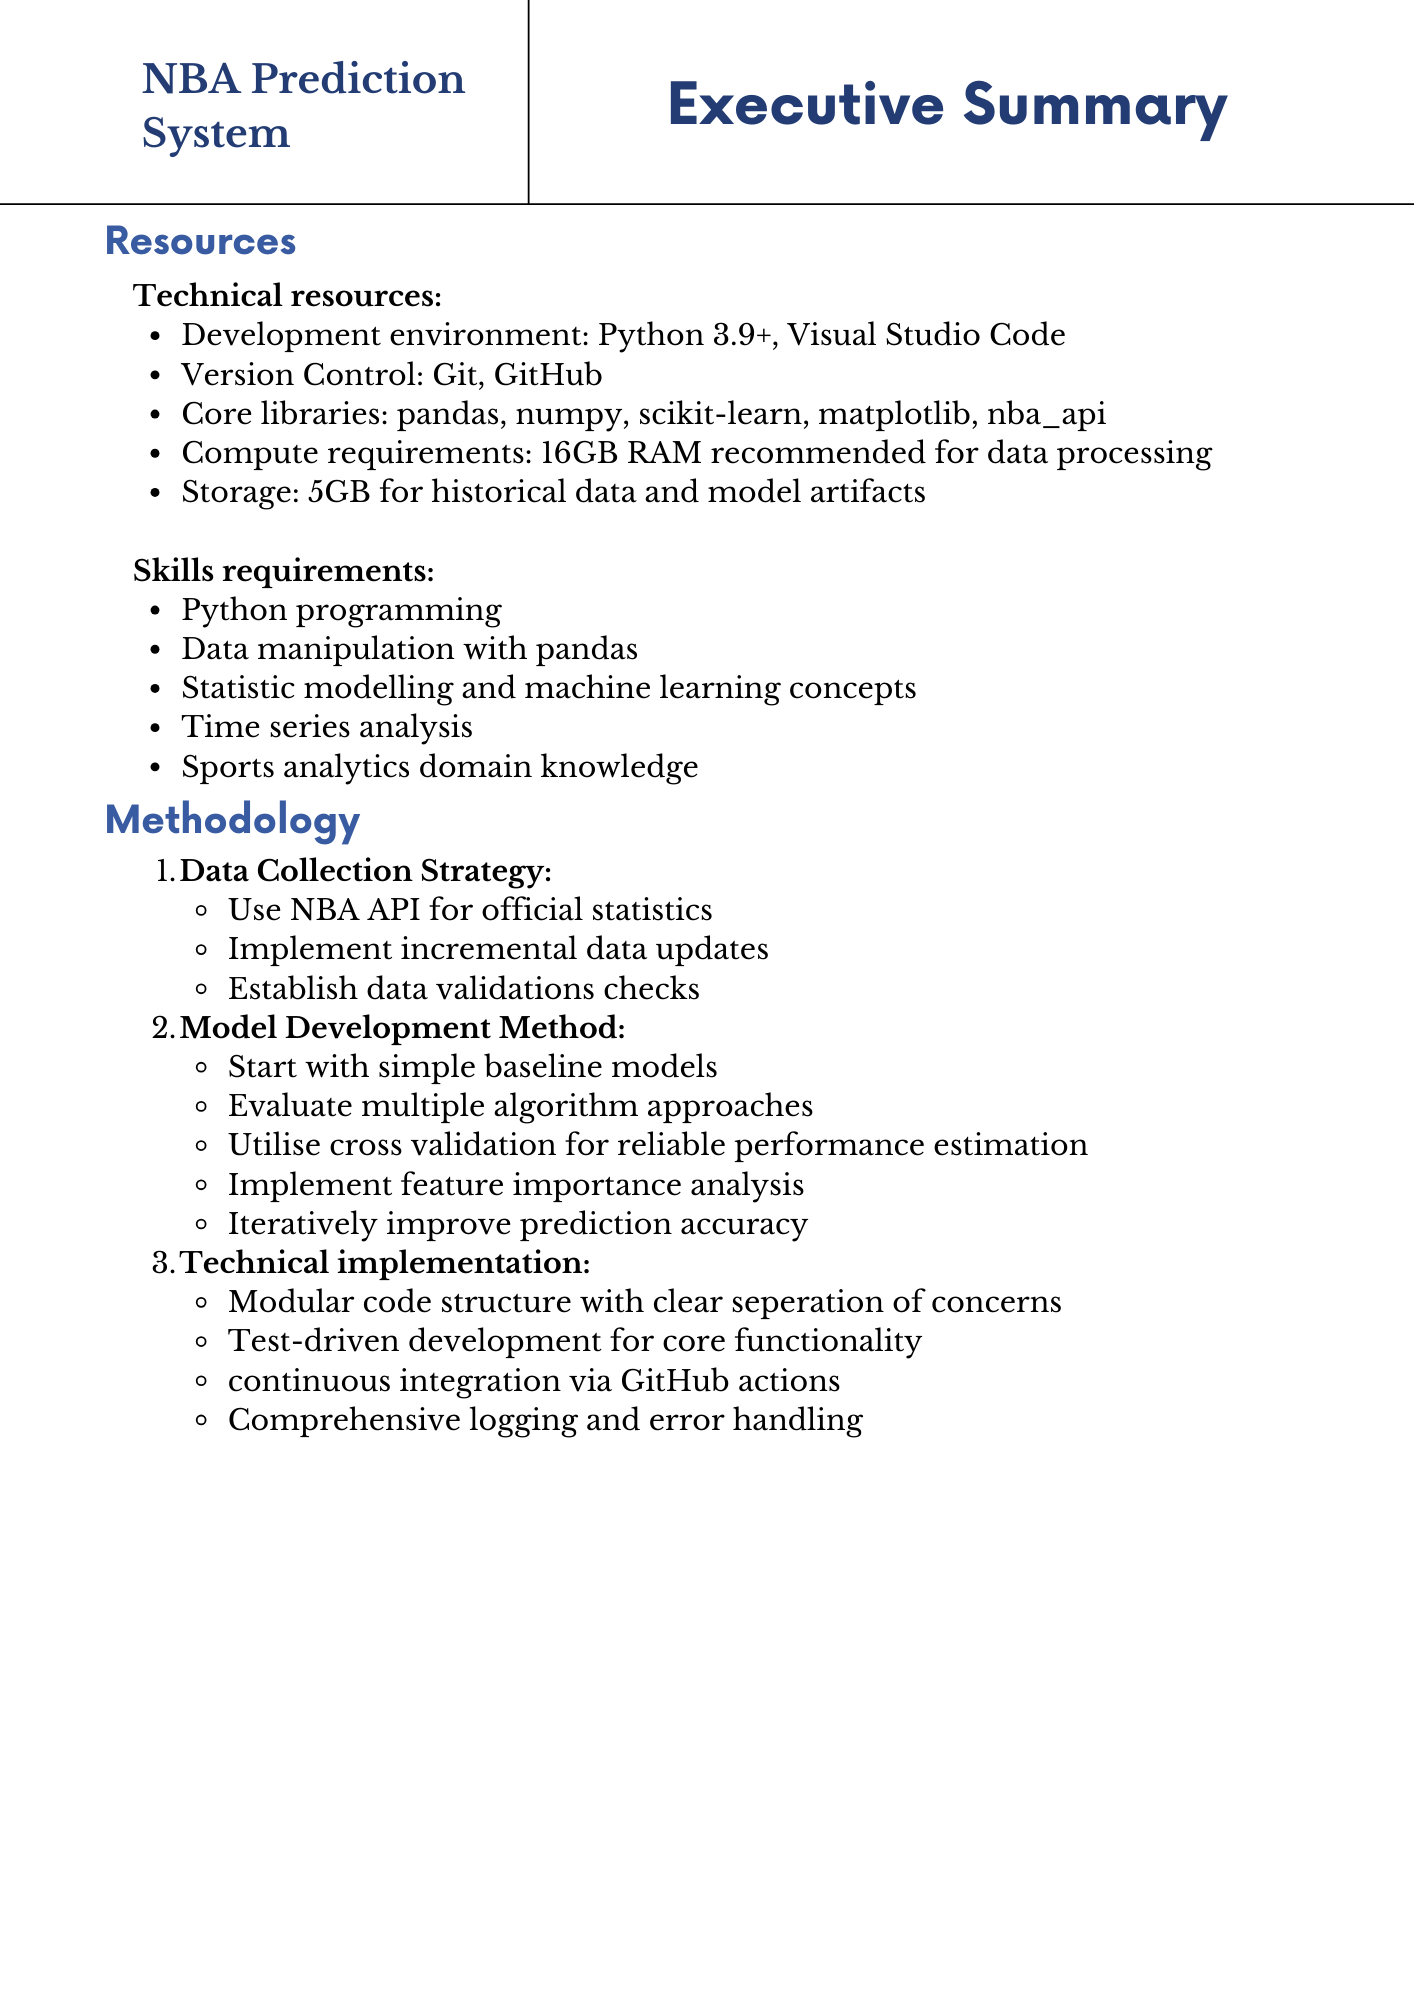 NBA Prediction
System
Executive Summary
Resources
Technical resources:
• Development environment: Python 3.9+, Visual Studio Code
• Version Control: Git, GitHub
• Core libraries: pandas, numpy, scikit-learn, matplotlib, nba_api
• Compute requirements: 16GB RAM recommended for data processing
• Storage: 5GB for historical data and model artifacts
Skills requirements:
• Python programming
• Data manipulation with pandas
• Statistic modelling and machine learning concepts
• Time series analysis
• Sports analytics domain knowledge
Methodology
1. Data Collection Strategy:
◦ Use NBA API for official statistics
◦ Implement incremental data updates
◦ Establish data validations checks
2. Model Development Method:
◦ Start with simple baseline models
◦ Evaluate multiple algorithm approaches
◦ Utilise cross validation for reliable performance estimation
◦ Implement feature importance analysis
◦ Iteratively improve prediction accuracy
3. Technical implementation:
◦ Modular code structure with clear seperation of concerns
◦ Test-driven development for core functionality
◦ continuous integration via GitHub actions
◦ Comprehensive logging and error handling